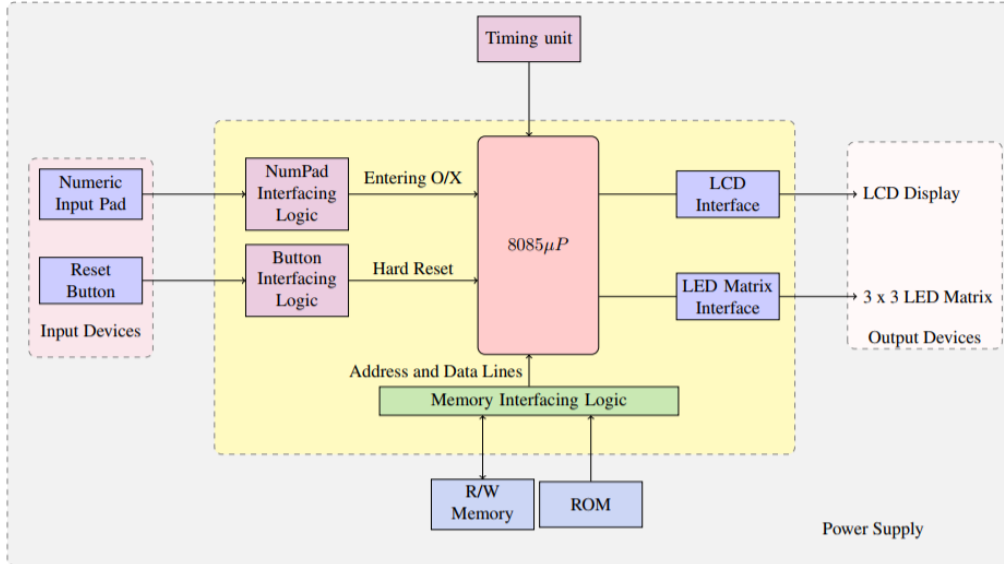 Timing unit
Numeric
Input Pad
NumPad
Interfacing
Logic
Entering O/X
8085μP
LCD
Interface
LCD Display
Reset
Button
Button
Interfacing
Logic
Hard Reset
LED Matrix
Interface
3 x 3 LED Matrix
Input Devices
Output Devices
Address and Data Lines
Memory Interfacing Logic
R/W
Memory
ROM
Power Supply